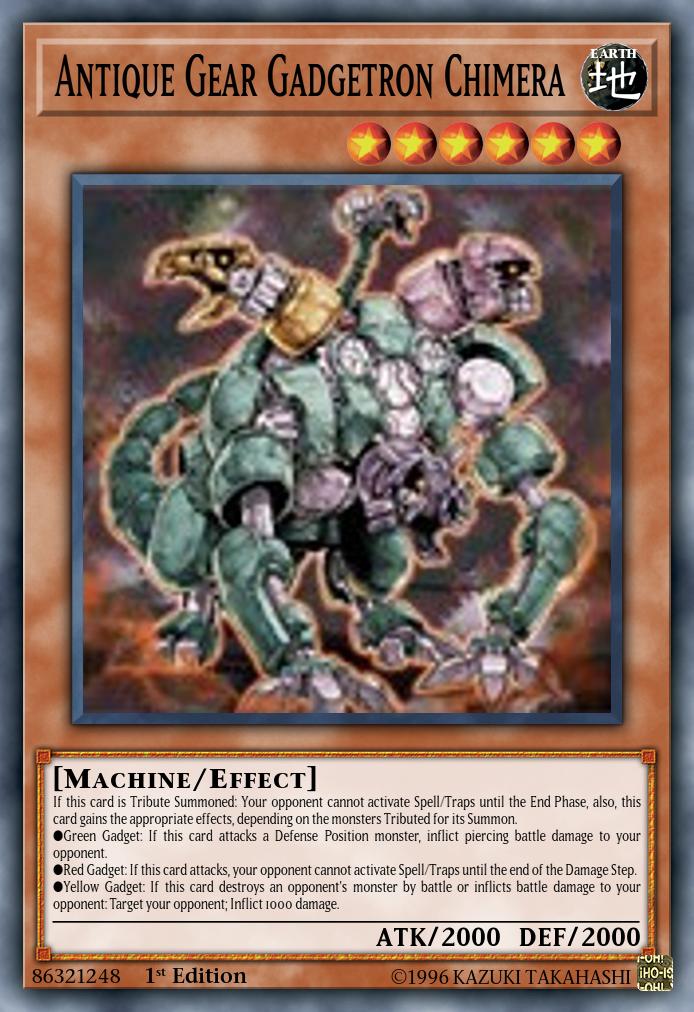 Antique Gear Gadgetron Chimera
EARTH
地
[Machine/Effect]
If this card is Tribute Summoned: Your opponent cannot activate Spell/Traps until the End Phase, also, this
card gains the appropriate effects, depending on the monsters Tributed for its Summon.
●Green Gadget: If this card attacks a Defense Position monster, inflict piercing battle damage to your
opponent.
●Red Gadget: If this card attacks, your opponent cannot activate Spell/Traps until the end of the Damage Step.
●Yellow Gadget: If this card destroys an opponent's monster by battle or inflicts battle damage to your
opponent: Target your opponent; Inflict 1000 damage.
ATK/2000 DEF/2000
86321248 1st Edition ©1996 KAZUKI TAKAHASHI